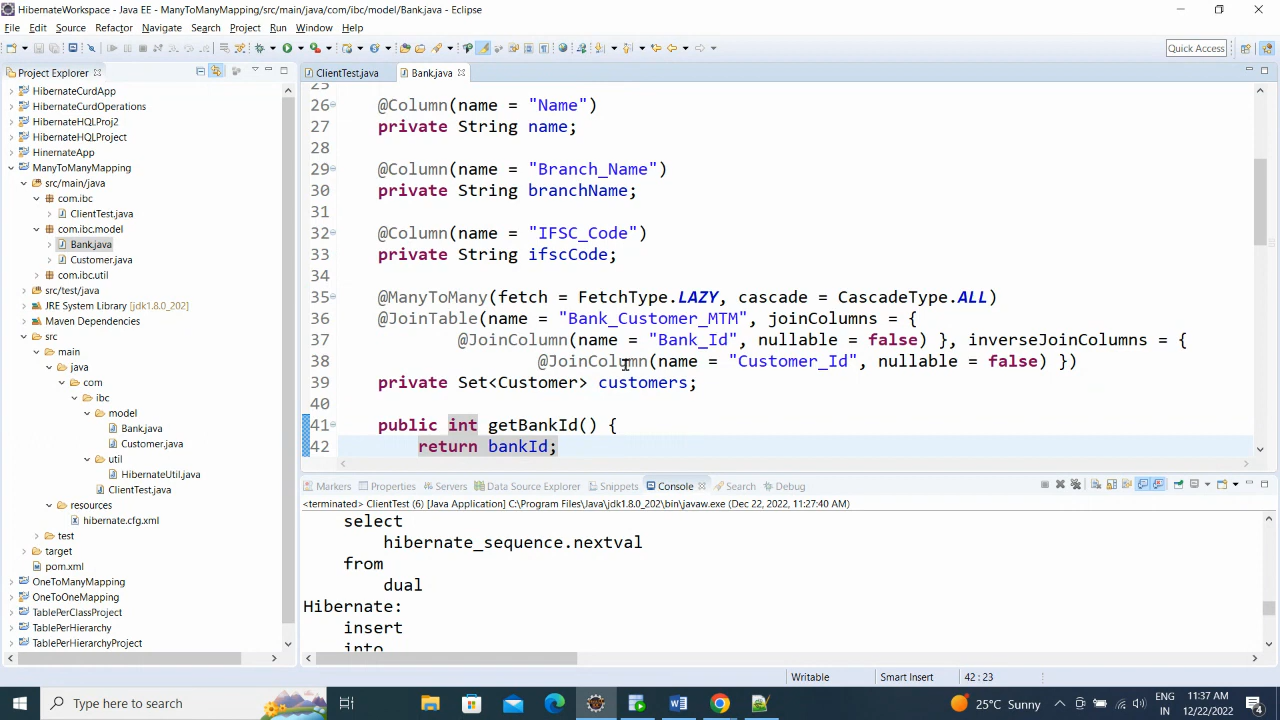 HibernateWorkspace - Java EE - ManyToManyMapping/src/main/java/com/ibc/model/Bank.java - Eclipse
File Edit Source Refactor Navigate Search Project Run Window Help
Quick Access
Project Explorer
HibernateCurdApp
HibernateCurdOperations
HibernateHQLProj2
HibernateHQLProject
HinernateApp
ManyToManyMapping
src/main/java
com.ibc
ClientTest.java
com.ibc.model
Bank.java
Customer.java
com.ibc.util
src/test/java
JRE System Library [jdk1.8.0_202]
Maven Dependencies
src
main
java
com
ibc
model
Bank.java
Customer.java
util
HibernateUtil.java
ClientTest.java
resources
hibernate.cfg.xml
test
target
pom.xml
OneToManyMapping
OneToOneMapping
TablePerClassProject
TablePerHierarchy
TablePerHierarchyProject
ClientTest.java Bank.java
25
26 @Column(name = "Name")
27 private String name;
28
29 @Column(name = "Branch_Name")
30 private String branchName;
31
32 @Column(name = "IFSC_Code")
33 private String ifscCode;
34
35 @ManyToMany(fetch = FetchType.LAZY, cascade = CascadeType.ALL)
36 @JoinTable(name = "Bank_Customer_MTM", joinColumns = {
37 @JoinColumn(name = "Bank_Id", nullable = false) }, inverseJoinColumns = {
38 @JoinColumn(name = "Customer_Id", nullable = false) })
39 private Set<Customer> customers;
40
41 public int getBankId() {
42 return bankId;
Markers Properties Servers Data Source Explorer Snippets Console Search Debug
<terminated> ClientTest (6) [Java Application] C:\Program Files\Java\jdk1.8.0_202\bin\javaw.exe (Dec 22, 2022, 11:27:40 AM)
select
hibernate_sequence.nextval
from
dual
Hibernate:
insert
into
Writable Smart Insert 42 : 23
Type here to search
25°C Sunny
ENG
IN
11:37 AM
12/22/2022
4